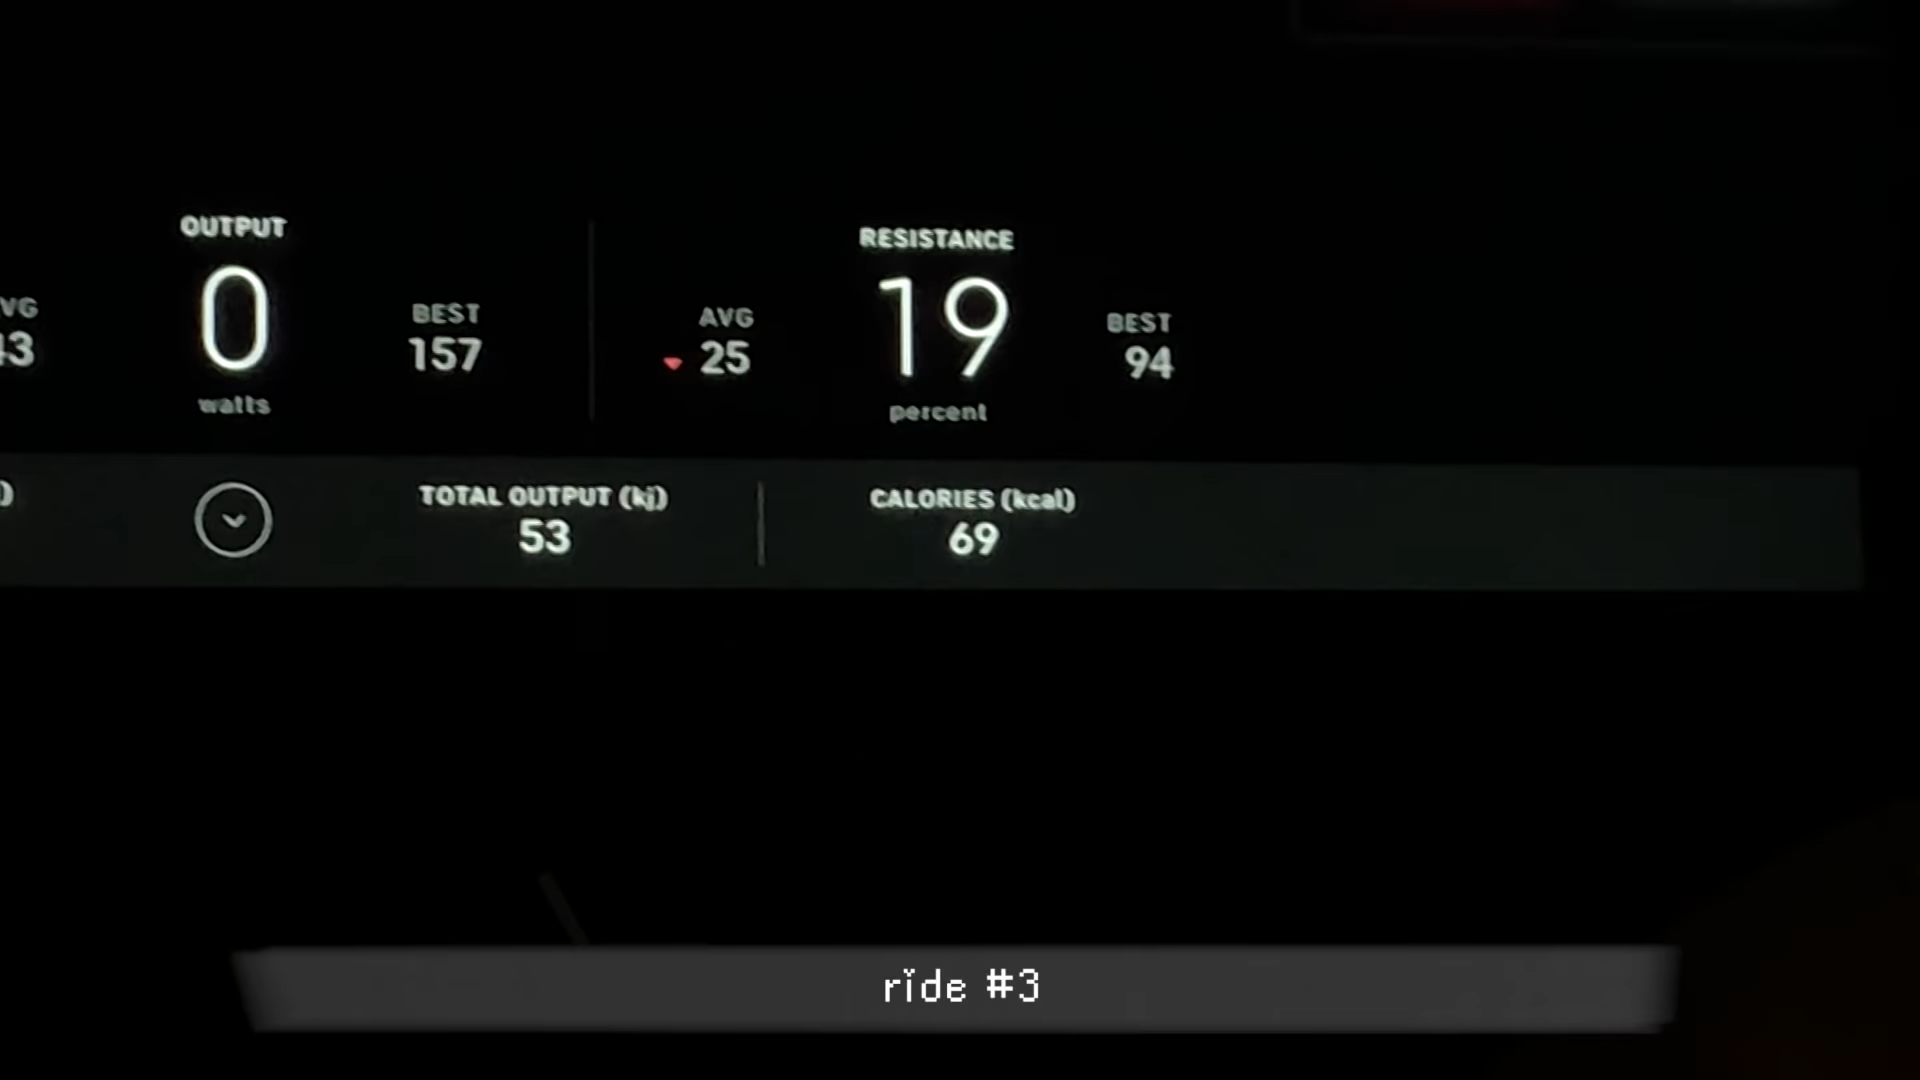 OUTPUT
0
watts
BEST
157
AVG
25
RESISTANCE
19
percent
BEST
94
TOTAL OUTPUT (kj)
53
CALORIES (kcal)
69
ride #3